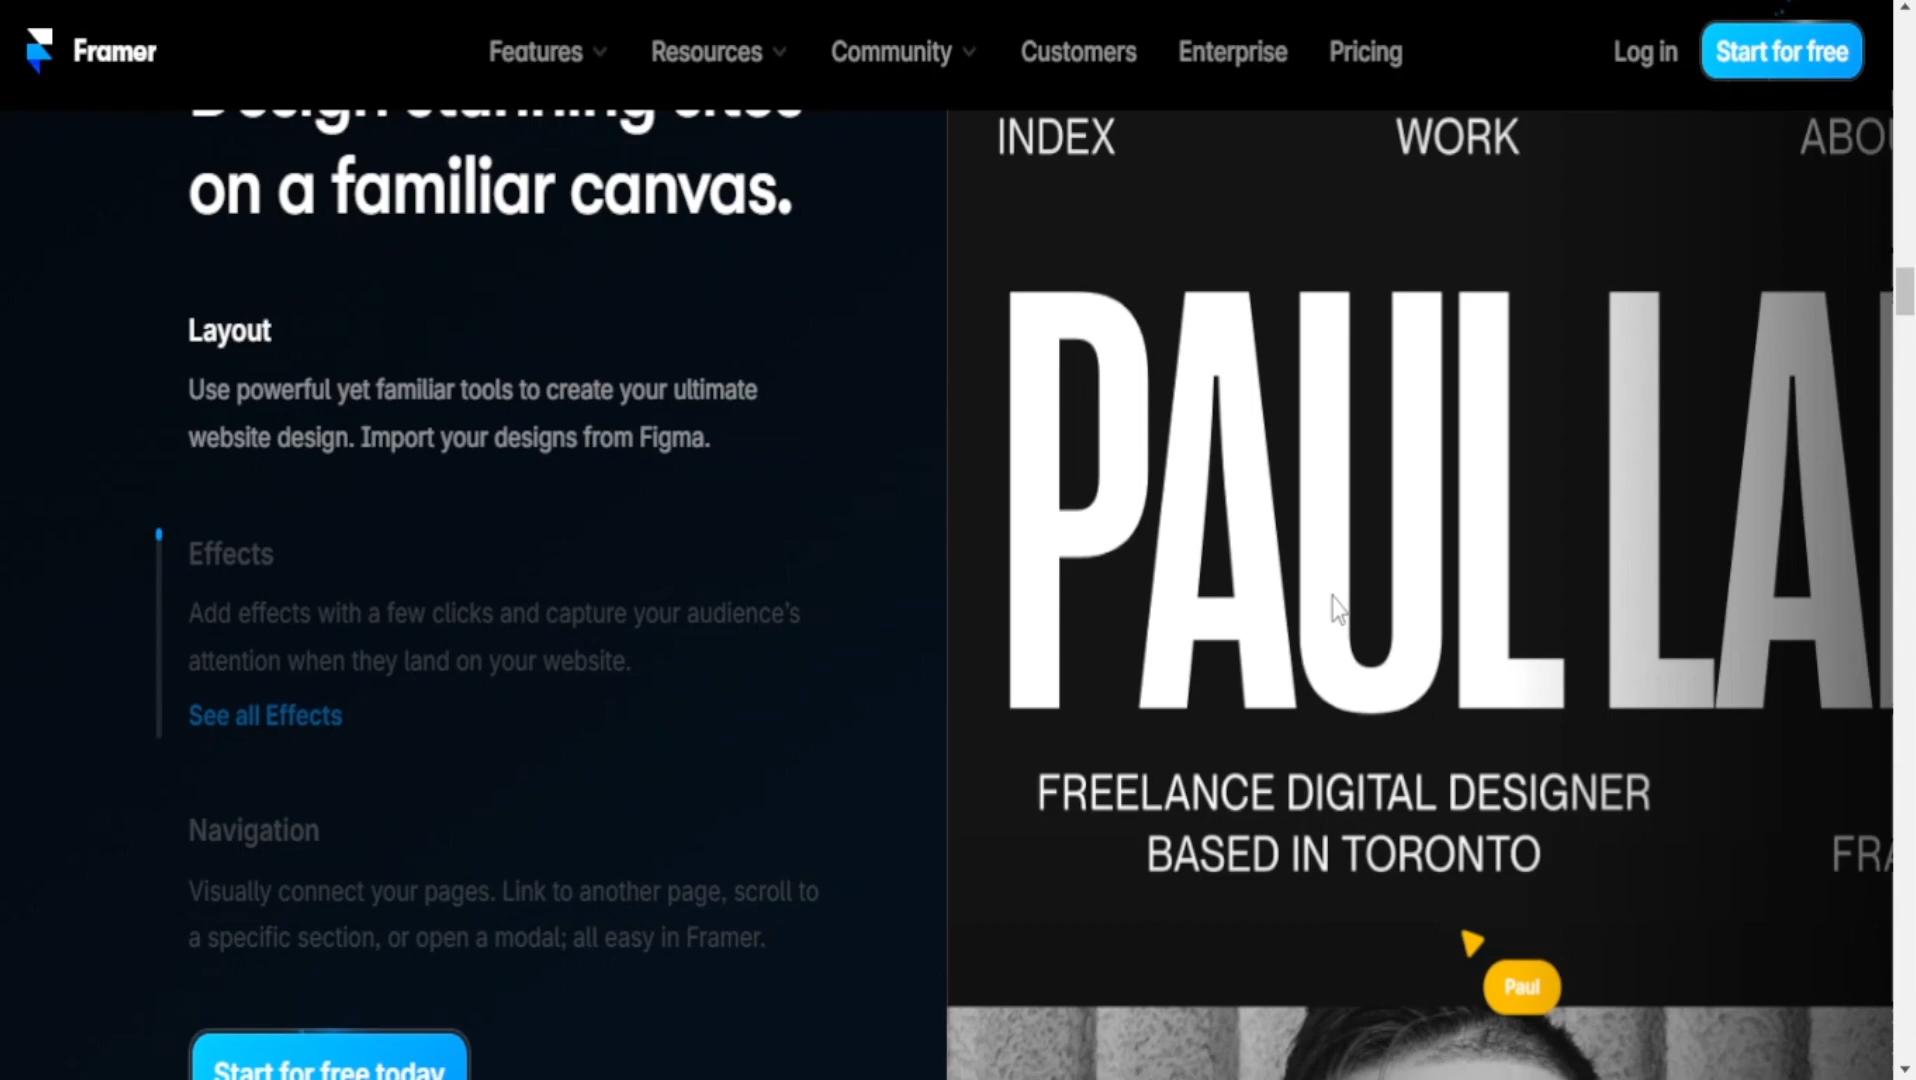 Framer
Features
Resources
Community
Customers
Enterprise
Pricing
Log in
Start for free
Design stunning sites
on a familiar canvas.
Layout
Use powerful yet familiar tools to create your ultimate
website design. Import your designs from Figma.
Effects
Add effects with a few clicks and capture your audience’s
attention when they land on your website.
See all Effects
Navigation
Visually connect your pages. Link to another page, scroll to
a specific section, or open a modal; all easy in Framer.
Start for free today
INDEX
WORK
PAUL
FREELANCE DIGITAL DESIGNER
BASED IN TORONTO
Paul